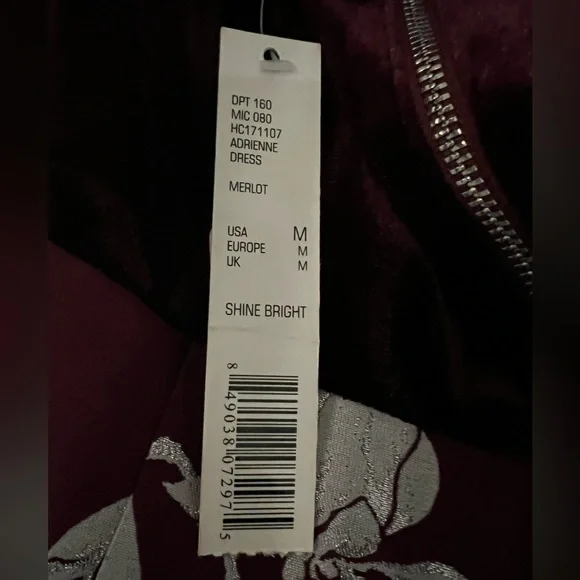 DPT 160
MIC 080
HC171107
ADRIENNE
DRESS
MERLOT
USA M
EUROPE M
UK M
SHINE BRIGHT
8 49038 07297 5